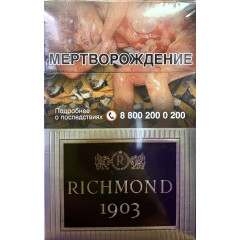 МЕРТВОРОЖДЕНИЕ
Подробнее
о последствиях
8 800 200 0 200
R
RICHMOND
1903